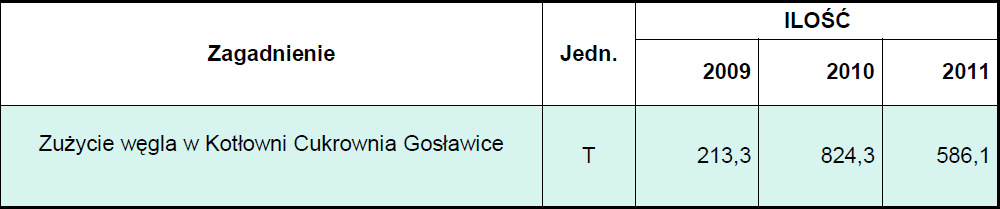 Zagadnienie Jedn. ILOŚĆ
2009 2010 2011
Zużycie węgla w Kotłowni Cukrownia Gosławice T 213,3 824,3 586,1